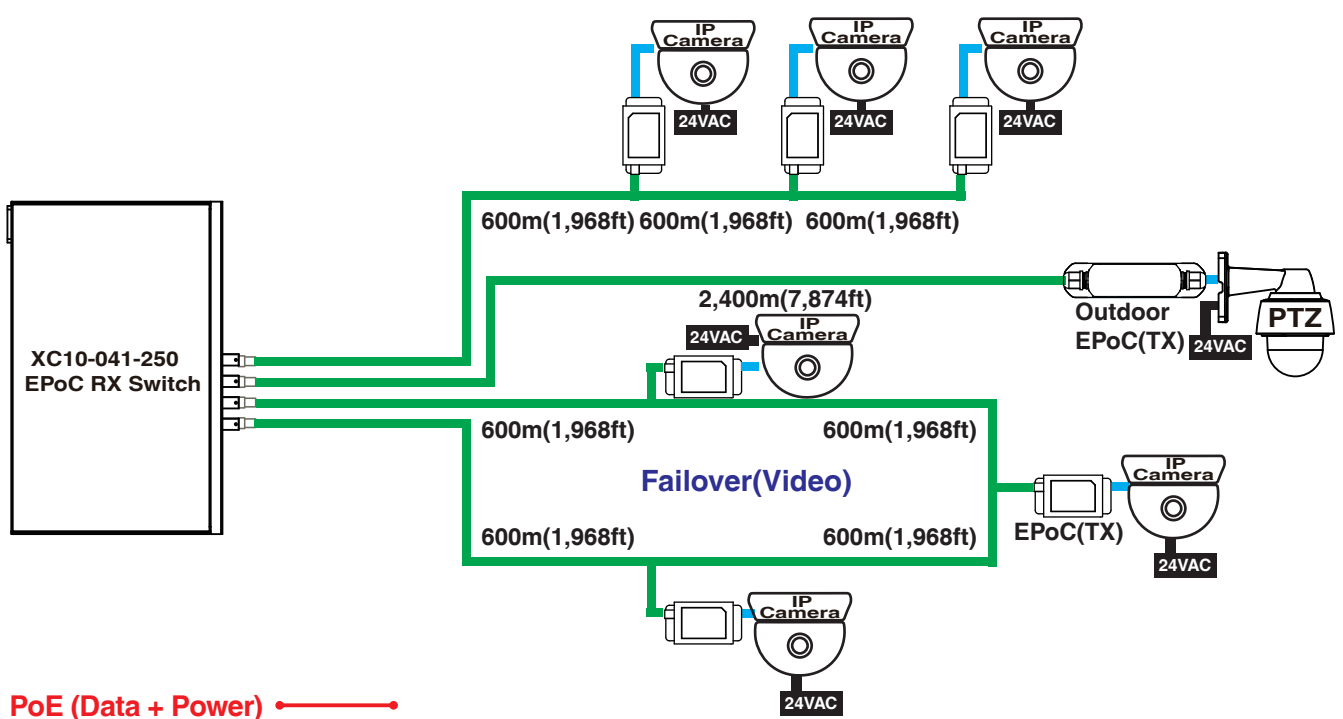 IP
Camera
24VAC
IP
Camera
24VAC
IP
Camera
24VAC
600m(1,968ft) 600m(1,968ft) 600m(1,968ft)
XC10-041-250
EPoC RX Switch
2,400m(7,874ft)
Outdoor
EPoC(TX)
24VAC
PTZ
24VAC
IP
Camera
600m(1,968ft)
600m(1,968ft)
Failover(Video)
IP
Camera
EPoC(TX)
24VAC
600m(1,968ft)
600m(1,968ft)
IP
Camera
24VAC
PoE (Data + Power)